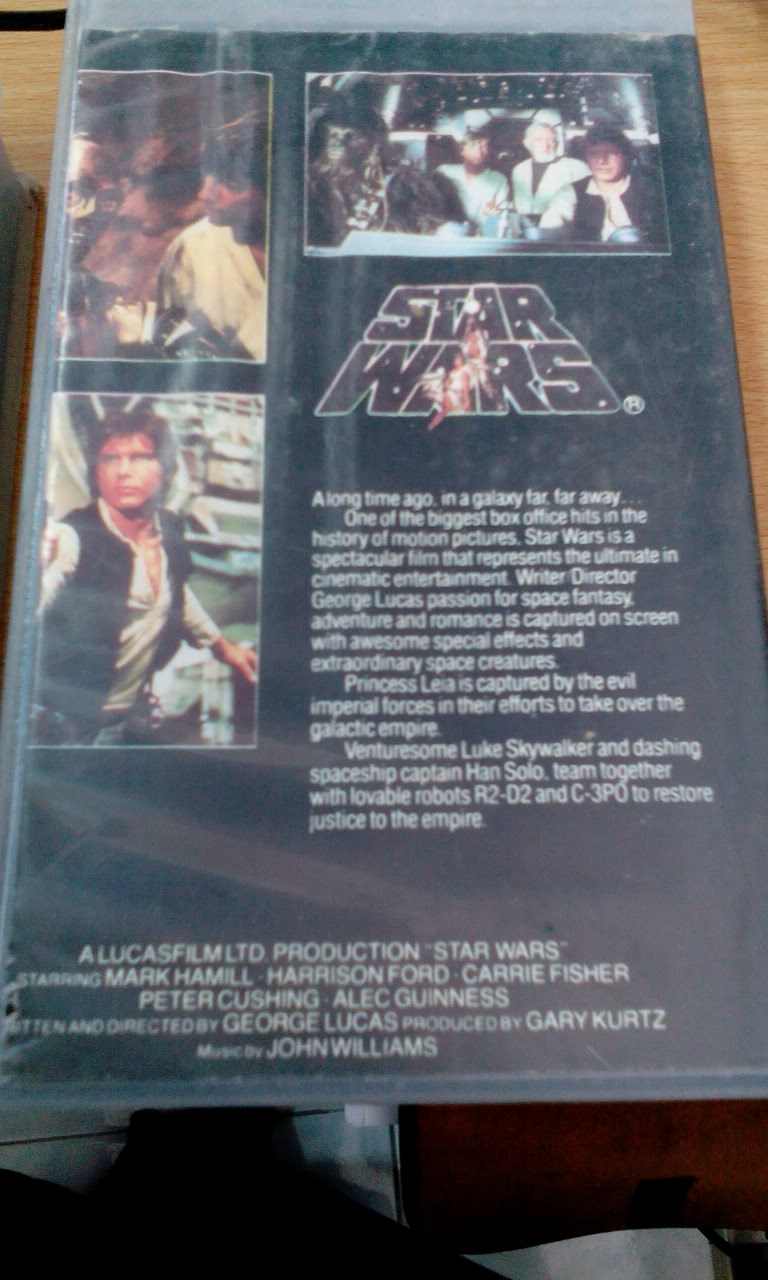 STAR
WARS®
A long time ago, in a galaxy far, far away...
One of the biggest box office hits in the
history of motion pictures, Star Wars is a
spectacular film that represents the ultimate in
cinematic entertainment. Writer Director
George Lucas passion for space fantasy,
adventure and romance is captured on screen
with awesome special effects and
extraordinary space creatures.
Princess Leia is captured by the evil
imperial forces in their efforts to take over the
galactic empire.
Venturesome Luke Skywalker and dashing
spaceship captain Han Solo, team together
with lovable robots R2-D2 and C-3PO to restore
justice to the empire.
A LUCASFILM LTD. PRODUCTION "STAR WARS"
STARRING MARK HAMILL · HARRISON FORD · CARRIE FISHER
PETER CUSHING · ALEC GUINNESS
ITTEN AND DIRECTED BY GEORGE LUCAS PRODUCED BY GARY KURTZ
Music by JOHN WILLIAMS